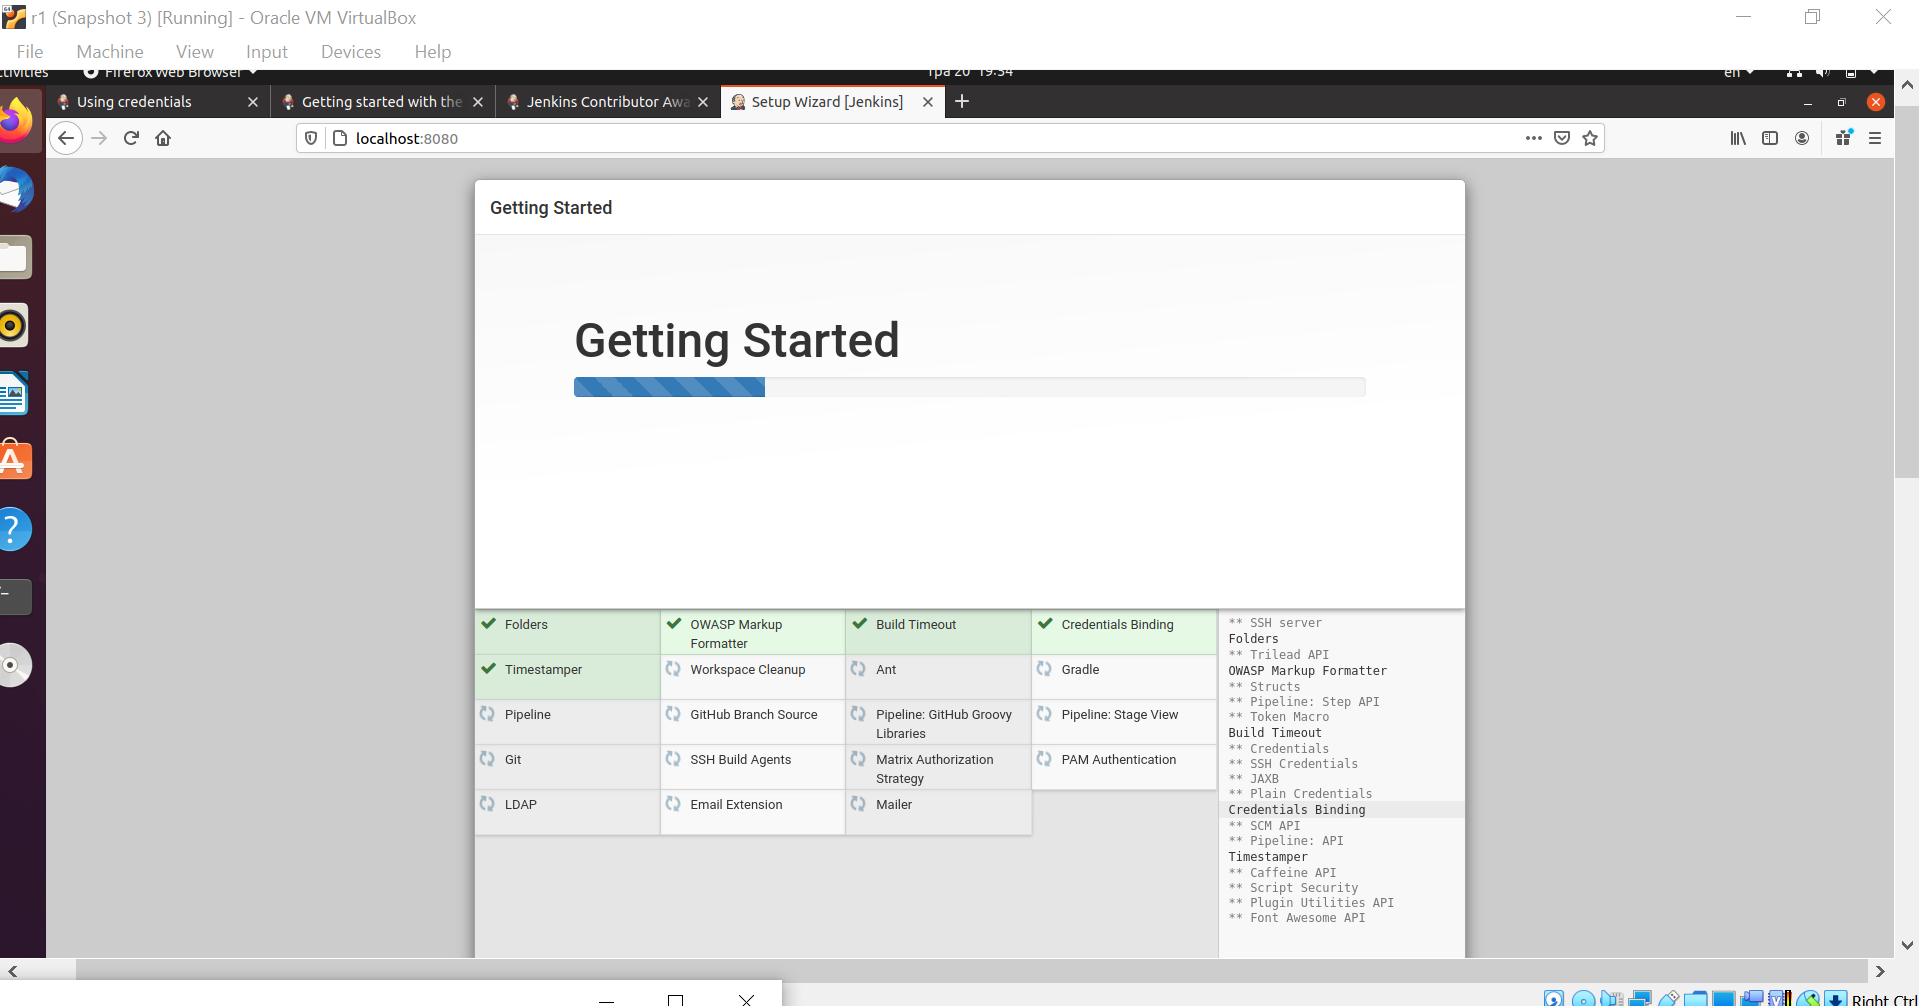 r1 (Snapshot 3) [Running] - Oracle VM VirtualBox
File Machine View Input Devices Help
Activities Firefox Web Browser тра 20 19:34 en
Using credentials Getting started with the Jenkins Contributor Awa Setup Wizard [Jenkins]
localhost:8080
Getting Started
Getting Started
Folders OWASP Markup Formatter Build Timeout Credentials Binding
Timestamper Workspace Cleanup Ant Gradle
Pipeline GitHub Branch Source Pipeline: GitHub Groovy Libraries Pipeline: Stage View
Git SSH Build Agents Matrix Authorization Strategy PAM Authentication
LDAP Email Extension Mailer
** SSH server
Folders
** Trilead API
OWASP Markup Formatter
** Structs
** Pipeline: Step API
** Token Macro
Build Timeout
** Credentials
** SSH Credentials
** JAXB
** Plain Credentials
Credentials Binding
** SCM API
** Pipeline: API
Timestamper
** Caffeine API
** Script Security
** Plugin Utilities API
** Font Awesome API
Right Ctrl